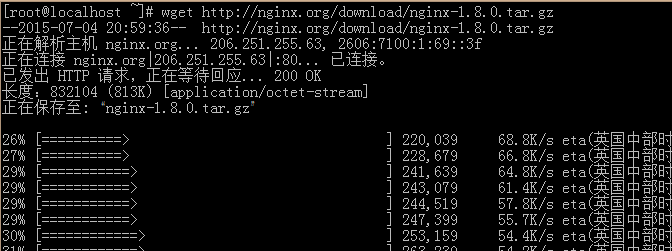 [root@localhost ~]# wget http://nginx.org/download/nginx-1.8.0.tar.gz
--2015-07-04 20:59:36-- http://nginx.org/download/nginx-1.8.0.tar.gz
正在解析主机 nginx.org... 206.251.255.63, 2606:7100:1:69::3f
正在连接 nginx.org|206.251.255.63|:80... 已连接。
已发出 HTTP 请求，正在等待回应... 200 OK
长度：832104 (813K) [application/octet-stream]
正在保存至: “nginx-1.8.0.tar.gz”
26% [==========> ] 220,039 68.8K/s eta(英国中部时
27% [==========> ] 228,679 66.8K/s eta(英国中部时
29% [===========> ] 241,639 64.8K/s eta(英国中部时
29% [===========> ] 243,079 61.4K/s eta(英国中部时
29% [===========> ] 244,519 57.8K/s eta(英国中部时
29% [===========> ] 247,399 55.7K/s eta(英国中部时
30% [============> ] 253,159 54.4K/s eta(英国中部时